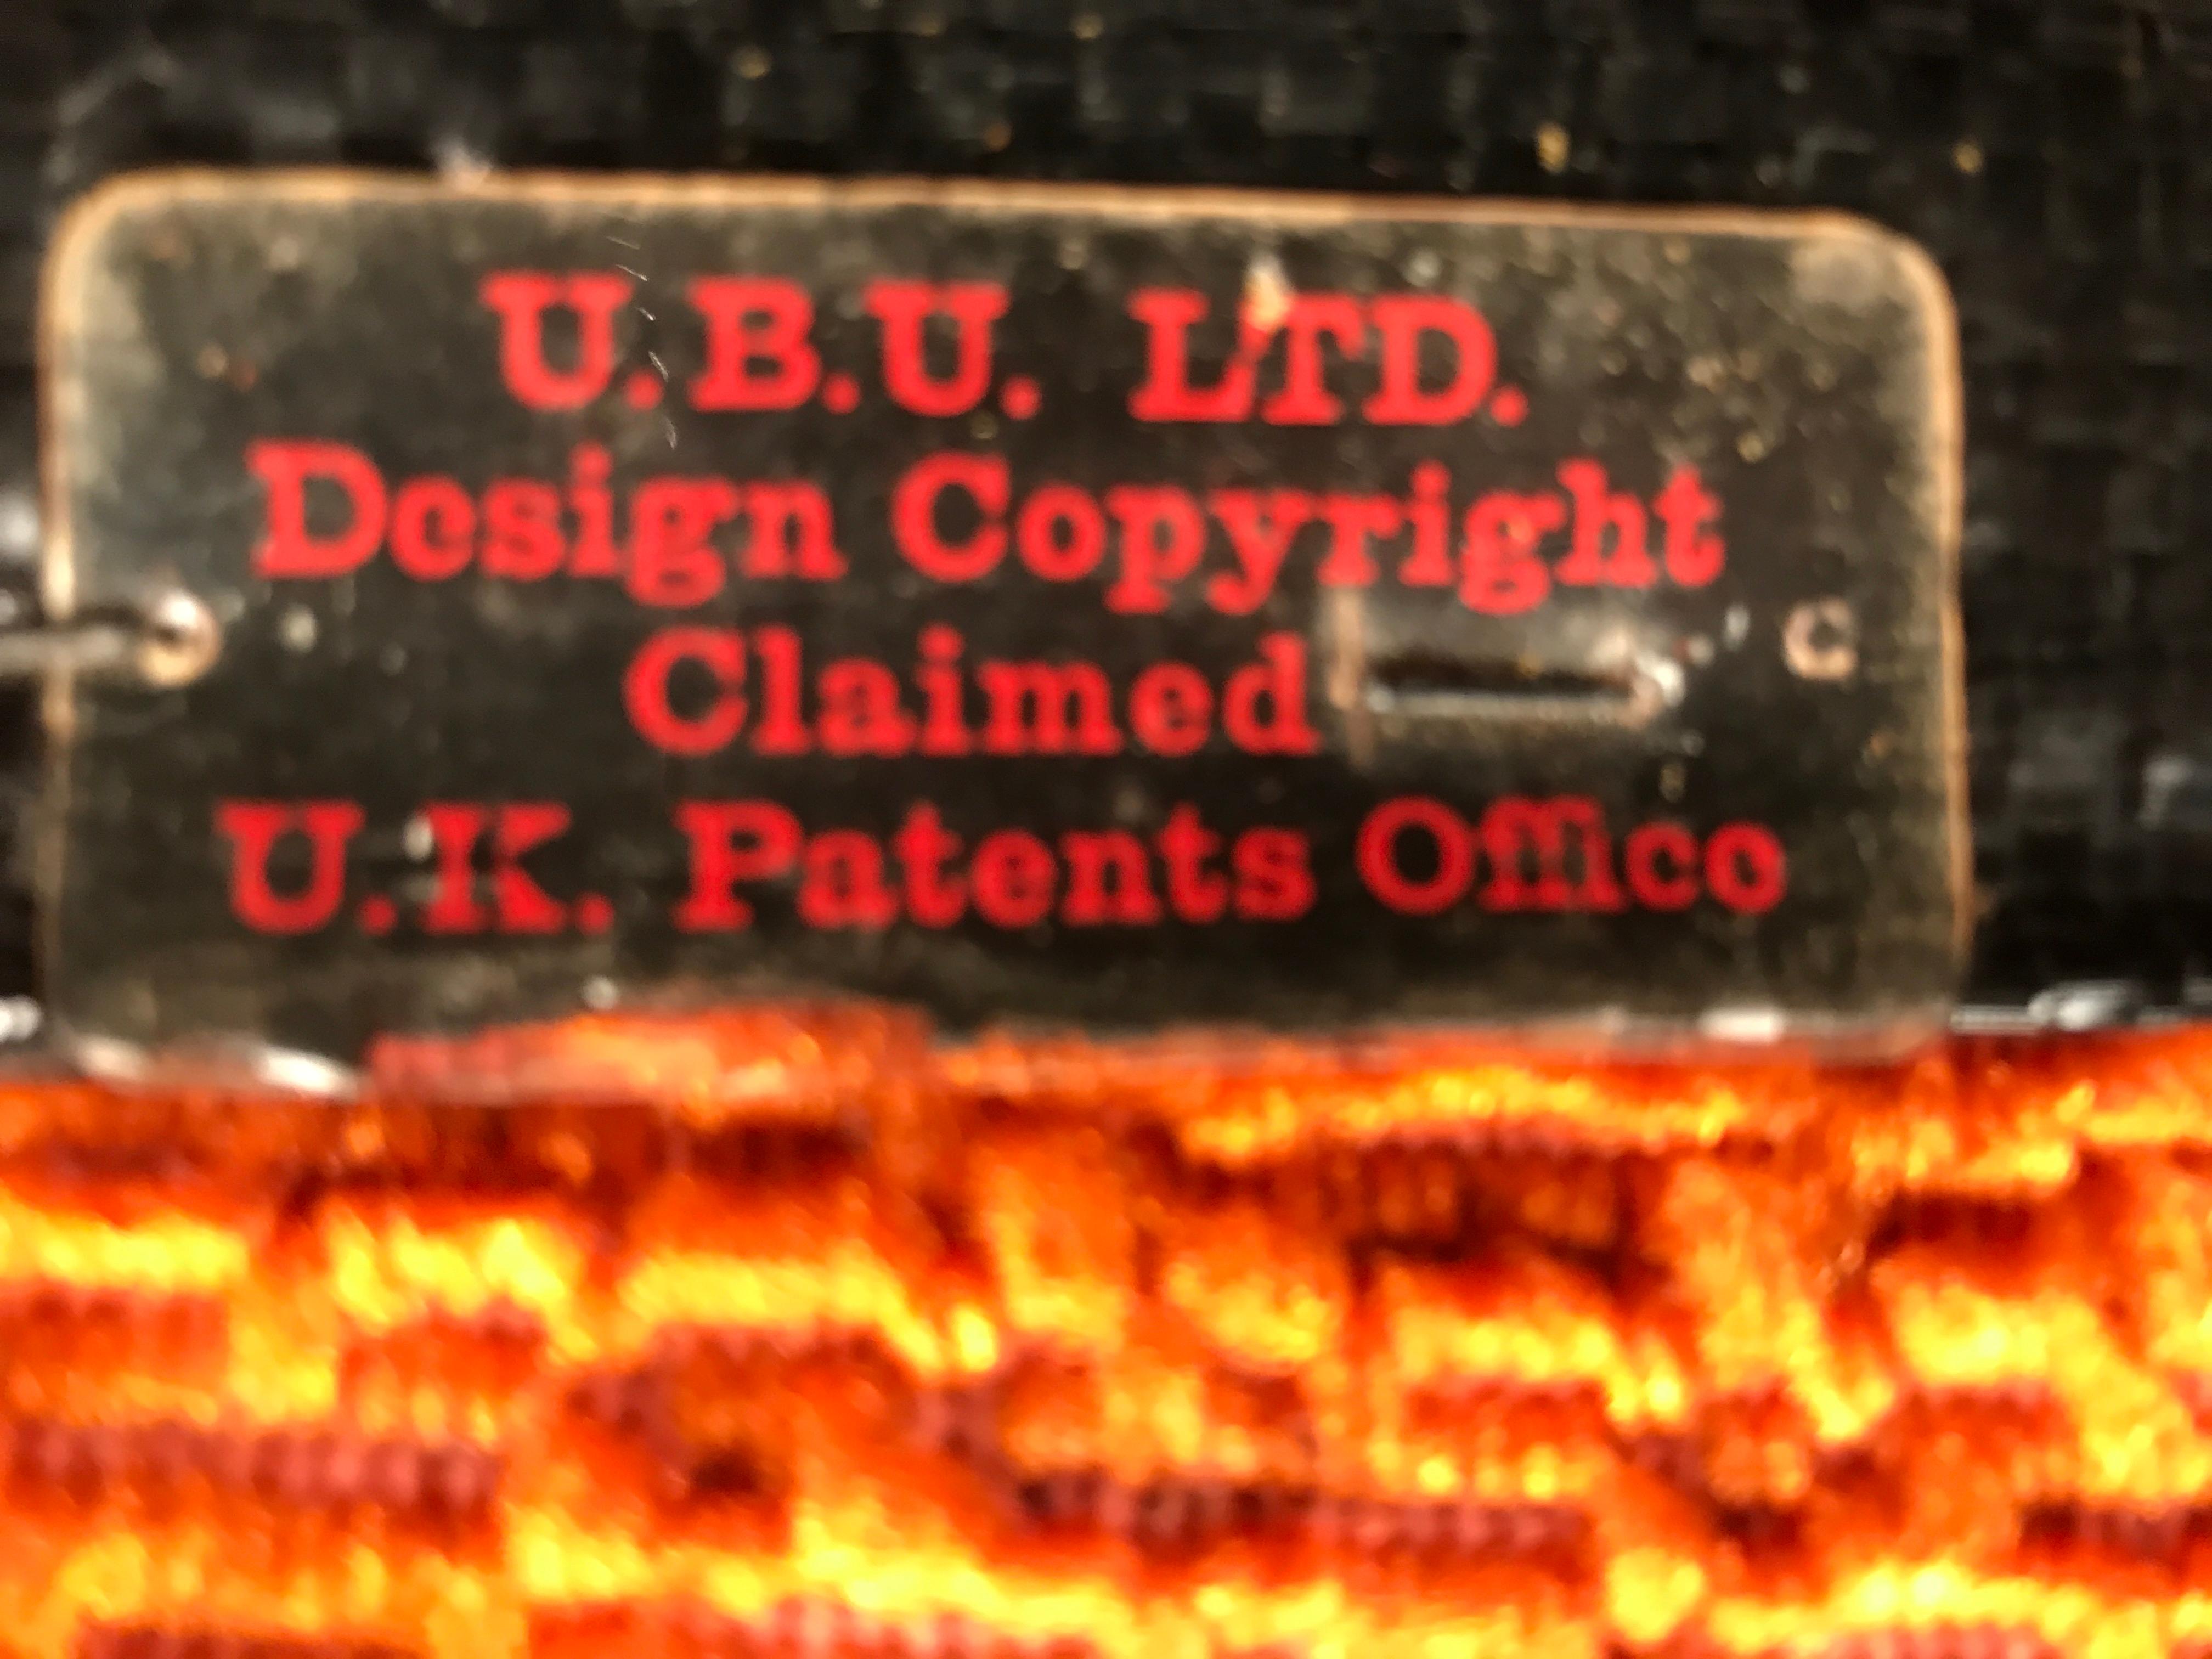 U.B.U. LTD.
Design Copyright
Claimed
U.K. Patents Office